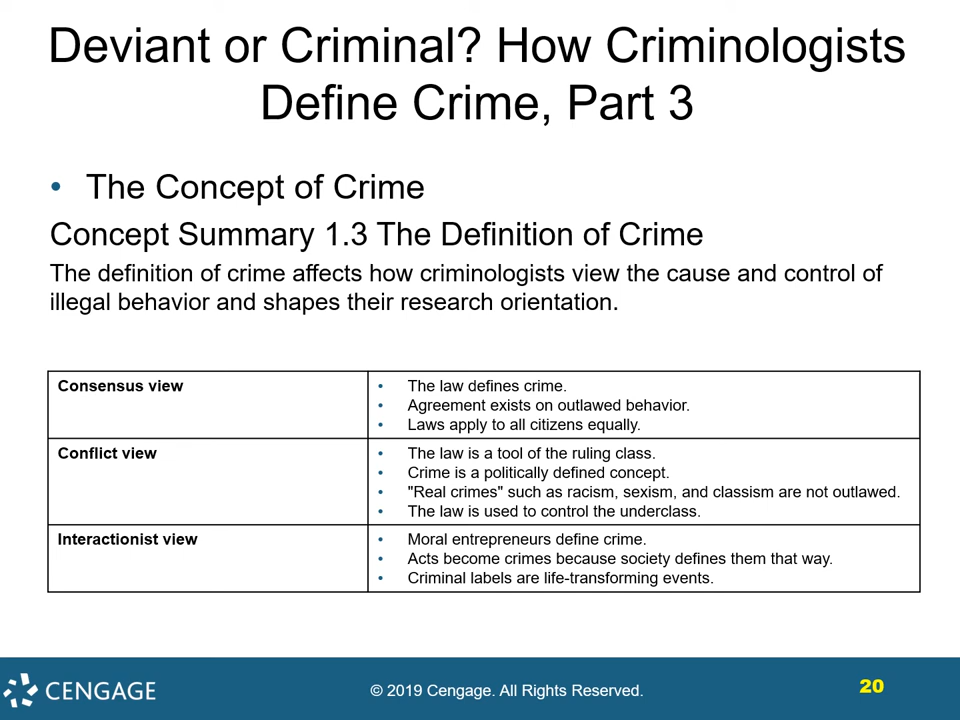 Deviant or Criminal? How Criminologists
Define Crime, Part 3
• The Concept of Crime
Concept Summary 1.3 The Definition of Crime
The definition of crime affects how criminologists view the cause and control of
illegal behavior and shapes their research orientation.
Consensus view
• The law defines crime.
• Agreement exists on outlawed behavior.
• Laws apply to all citizens equally.
Conflict view
• The law is a tool of the ruling class.
• Crime is a politically defined concept.
• "Real crimes" such as racism, sexism, and classism are not outlawed.
• The law is used to control the underclass.
Interactionist view
• Moral entrepreneurs define crime.
• Acts become crimes because society defines them that way.
• Criminal labels are life-transforming events.
CENGAGE
© 2019 Cengage. All Rights Reserved.
20